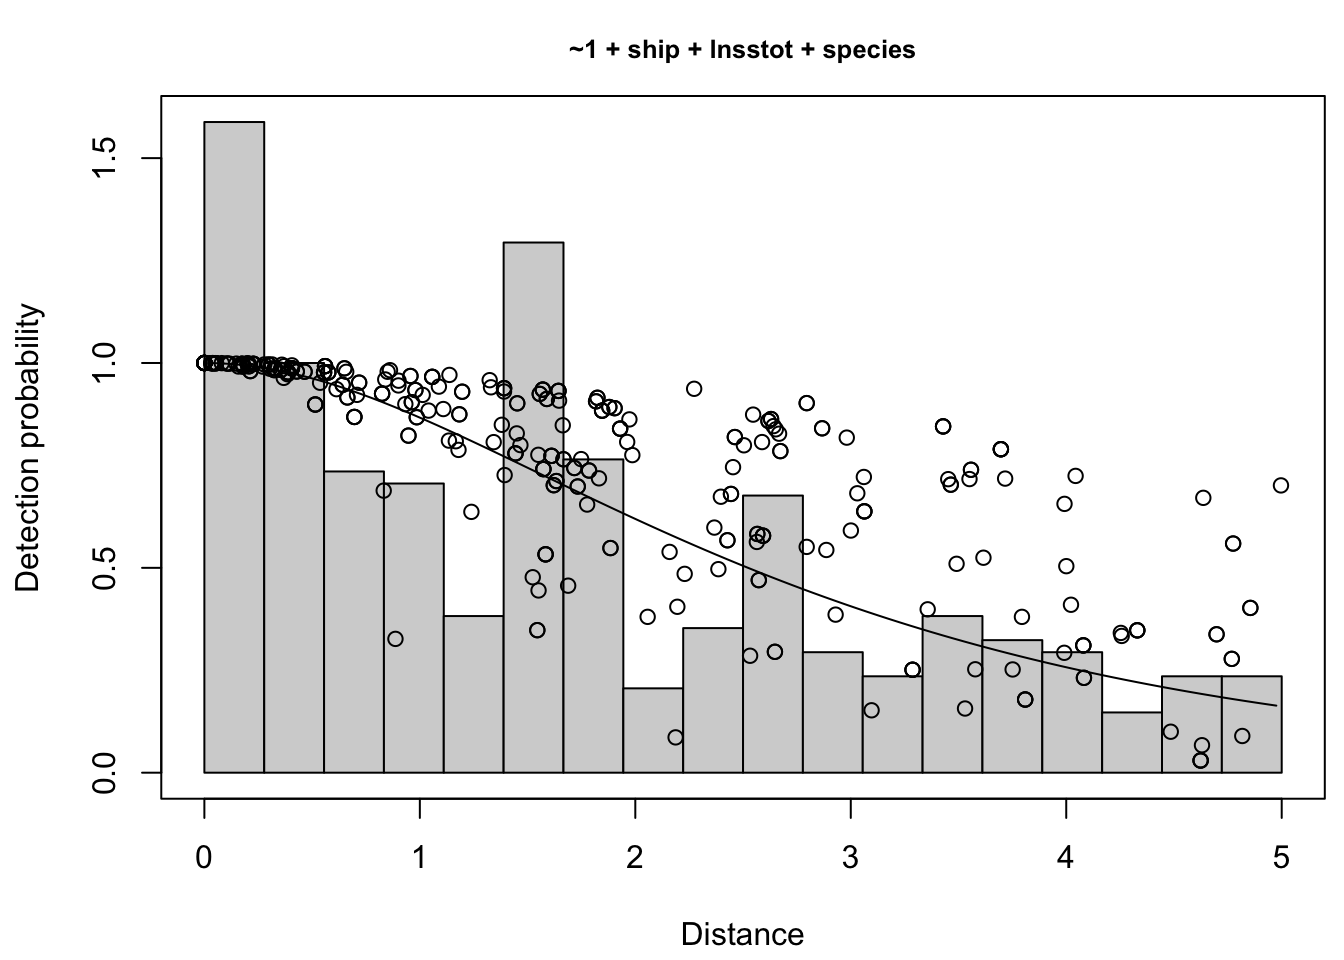 ~1 + ship + lnsstot + species
Detection probability
1.5
1.0
0.5
0.0
0 1 2 3 4 5
Distance